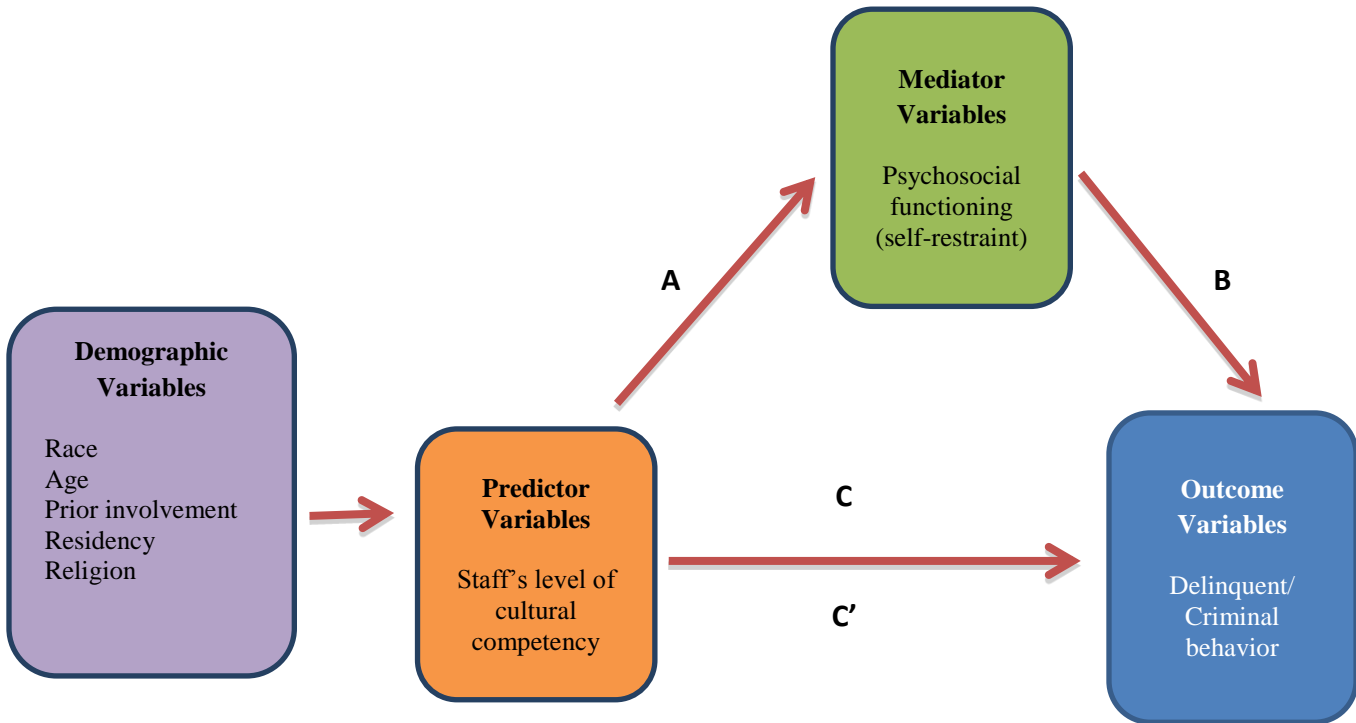 Demographic
Variables
Race
Age
Prior involvement
Residency
Religion
Predictor
Variables
Staff’s level of
cultural
competency
A
Mediator
Variables
Psychosocial
functioning
(self-restraint)
B
C
C’
Outcome
Variables
Delinquent/
Criminal
behavior